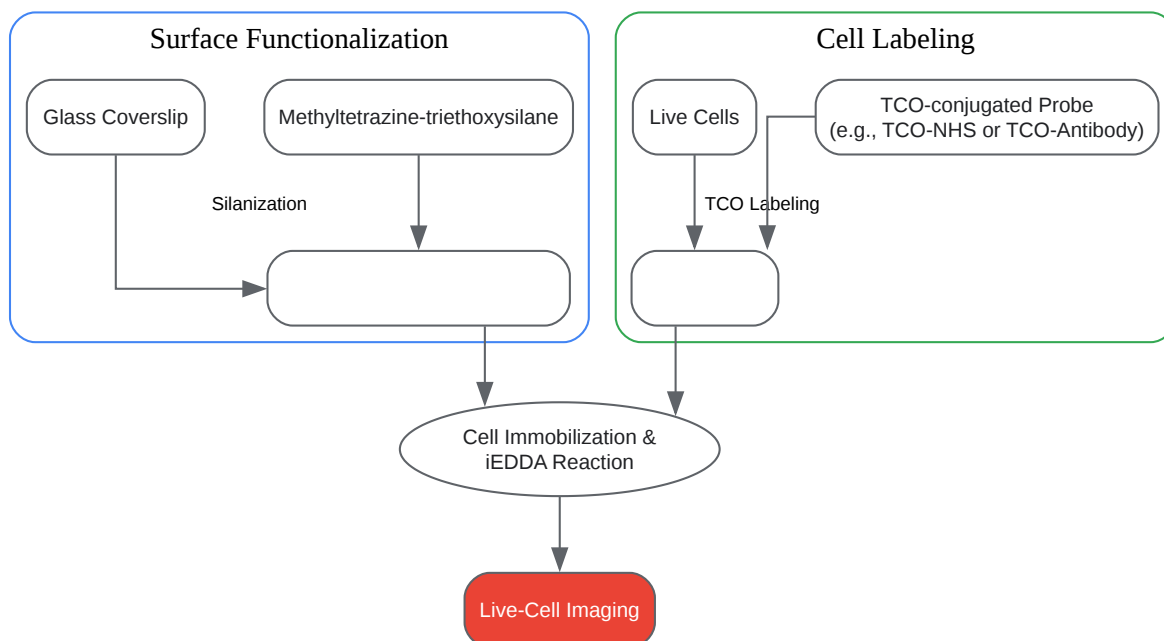 Surface Functionalization
Cell Labeling
Glass Coverslip
Methyltetrazine-triethoxysilane
Live Cells
TCO-conjugated Probe
(e.g., TCO-NHS or TCO-Antibody)
Silanization
TCO Labeling
Cell Immobilization &
iEDDA Reaction
Live-Cell Imaging